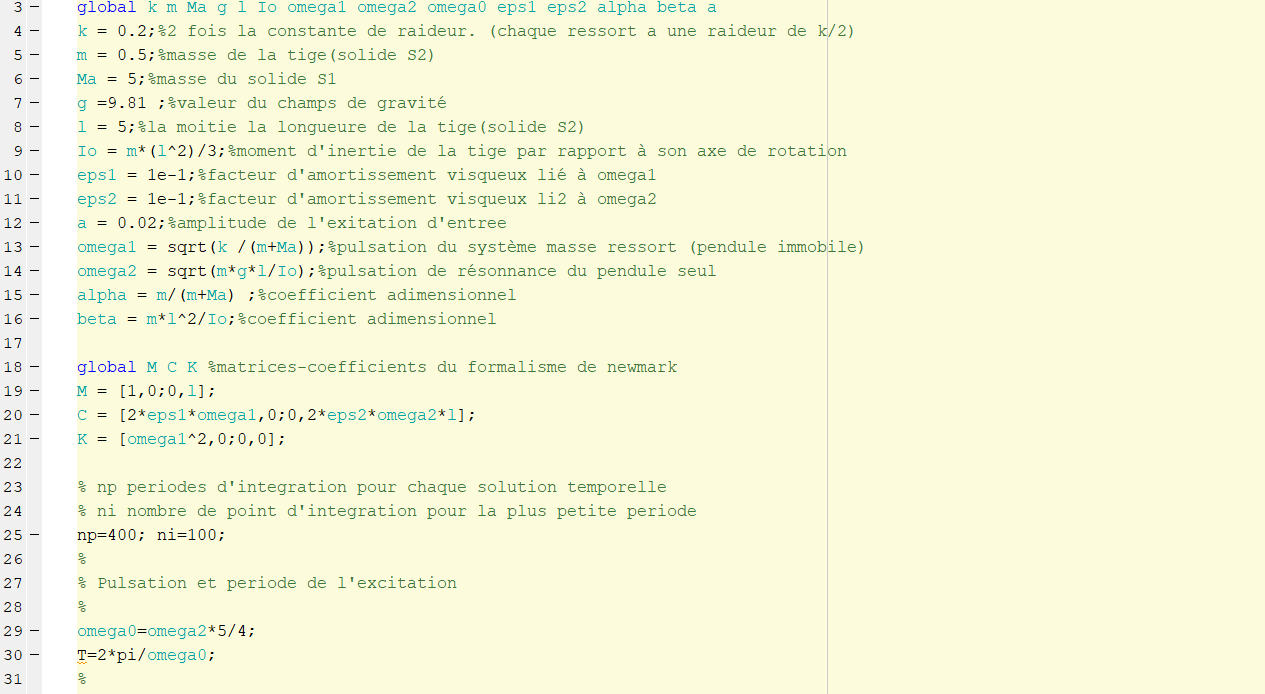 3 – global k m Ma g l Io omega1 omega2 omega0 eps1 eps2 alpha beta a
4 – k = 0.2;%2 fois la constante de raideur. (chaque ressort a une raideur de k/2)
5 – m = 0.5;%masse de la tige(solide S2)
6 – Ma = 5;%masse du solide S1
7 – g =9.81 ;%valeur du champs de gravité
8 – l = 5;%la moitie la longueure de la tige(solide S2)
9 – Io = m*(l^2)/3;%moment d'inertie de la tige par rapport à son axe de rotation
10 – eps1 = 1e-1;%facteur d'amortissement visqueux lié à omega1
11 – eps2 = 1e-1;%facteur d'amortissement visqueux li2 à omega2
12 – a = 0.02;%amplitude de l'exitation d'entree
13 – omega1 = sqrt(k /(m+Ma));%pulsation du système masse ressort (pendule immobile)
14 – omega2 = sqrt(m*g*l/Io);%pulsation de résonnance du pendule seul
15 – alpha = m/(m+Ma) ;%coefficient adimensionnel
16 – beta = m*l^2/Io;%coefficient adimensionnel
17
18 – global M C K %matrices-coefficients du formalisme de newmark
19 – M = [1,0;0,l];
20 – C = [2*eps1*omega1,0;0,2*eps2*omega2*l];
21 – K = [omega1^2,0;0,0];
22
23 % np periodes d'integration pour chaque solution temporelle
24 % ni nombre de point d'integration pour la plus petite periode
25 – np=400; ni=100;
26 %
27 % Pulsation et periode de l'excitation
28 %
29 – omega0=omega2*5/4;
30 – T=2*pi/omega0;
31 %